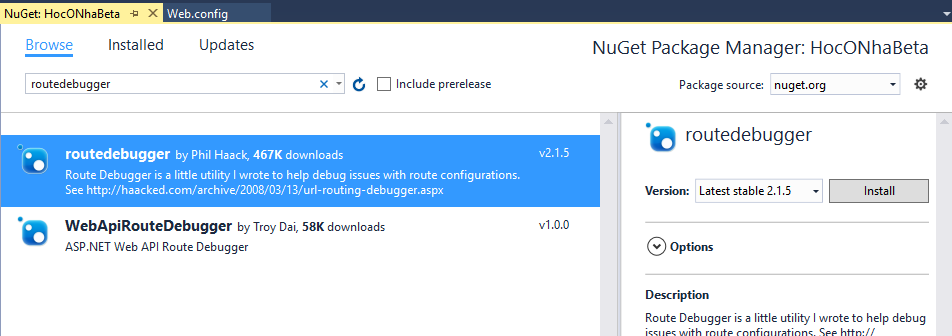 NuGet: HocONhaBeta Web.config
Browse Installed Updates NuGet Package Manager: HocONhaBeta
routedebugger Include prerelease Package source: nuget.org
routedebugger by Phil Haack, 467K downloads v2.1.5
Route Debugger is a little utility I wrote to help debug issues with route configurations.
See http://haacked.com/archive/2008/03/13/url-routing-debugger.aspx
WebApiRouteDebugger by Troy Dai, 58K downloads v1.0.0
ASP.NET Web API Route Debugger
routedebugger
Version: Latest stable 2.1.5 Install
Options
Description
Route Debugger is a little utility I wrote to help debug
issues with route configurations. See http://